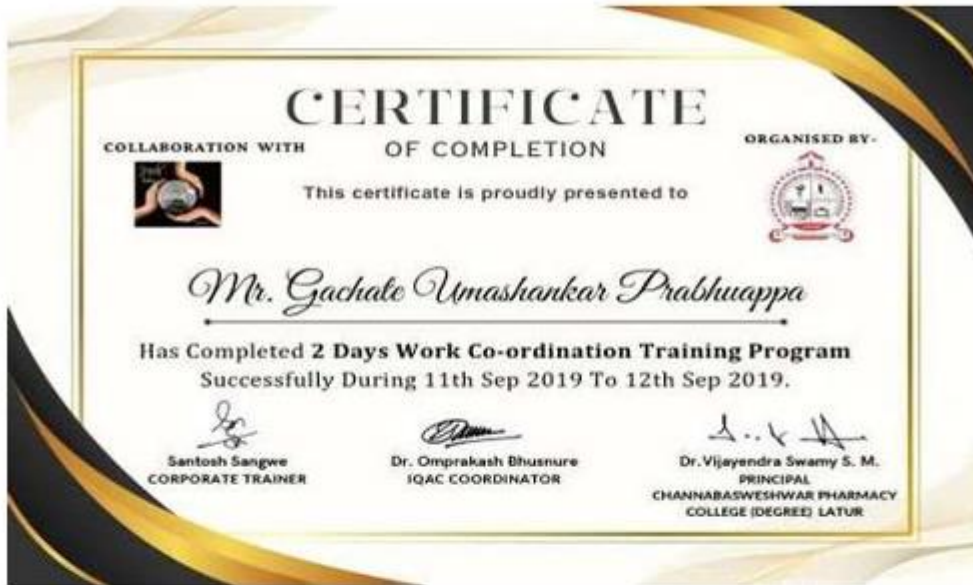 CERTIFICATE
OF COMPLETION
COLLABORATION WITH
ORGANISED BY-
This certificate is proudly presented to
Mr. Gachate Umashankar Prabhuappa
Has Completed 2 Days Work Co-ordination Training Program
Successfully During 11th Sep 2019 To 12th Sep 2019.
Santosh Sangwe
CORPORATE TRAINER
Dr. Omprakash Bhusnure
IQAC COORDINATOR
Dr. Vijayendra Swamy S. M.
PRINCIPAL
CHANNABASWESHWAR PHARMACY
COLLEGE (DEGREE) LATUR